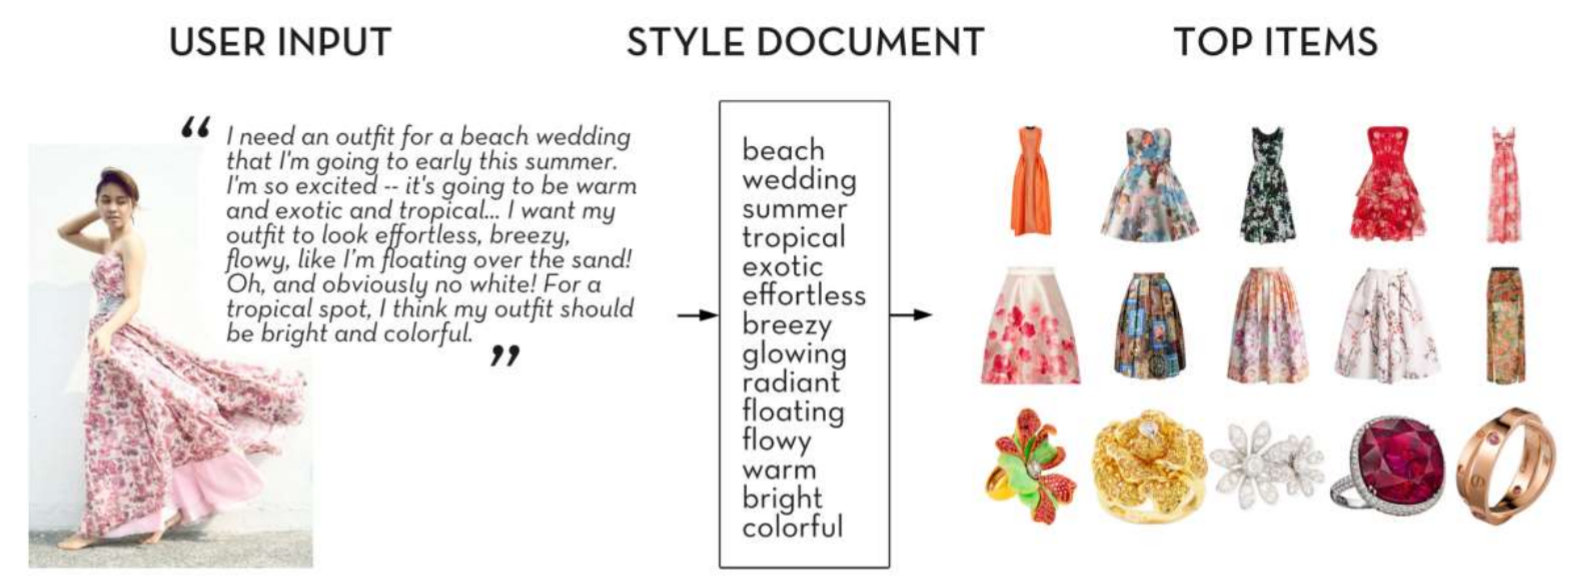 USER INPUT
STYLE DOCUMENT
TOP ITEMS
“ I need an outfit for a beach wedding
that I'm going to early this summer.
I'm so excited -- it's going to be warm
and exotic and tropical... I want my
outfit to look effortless, breezy,
flowy, like I'm floating over the sand!
Oh, and obviously no white! For a
tropical spot, I think my outfit should
be bright and colorful. ”
beach
wedding
summer
tropical
exotic
effortless
breezy
glowing
radiant
floating
flowy
warm
bright
colorful